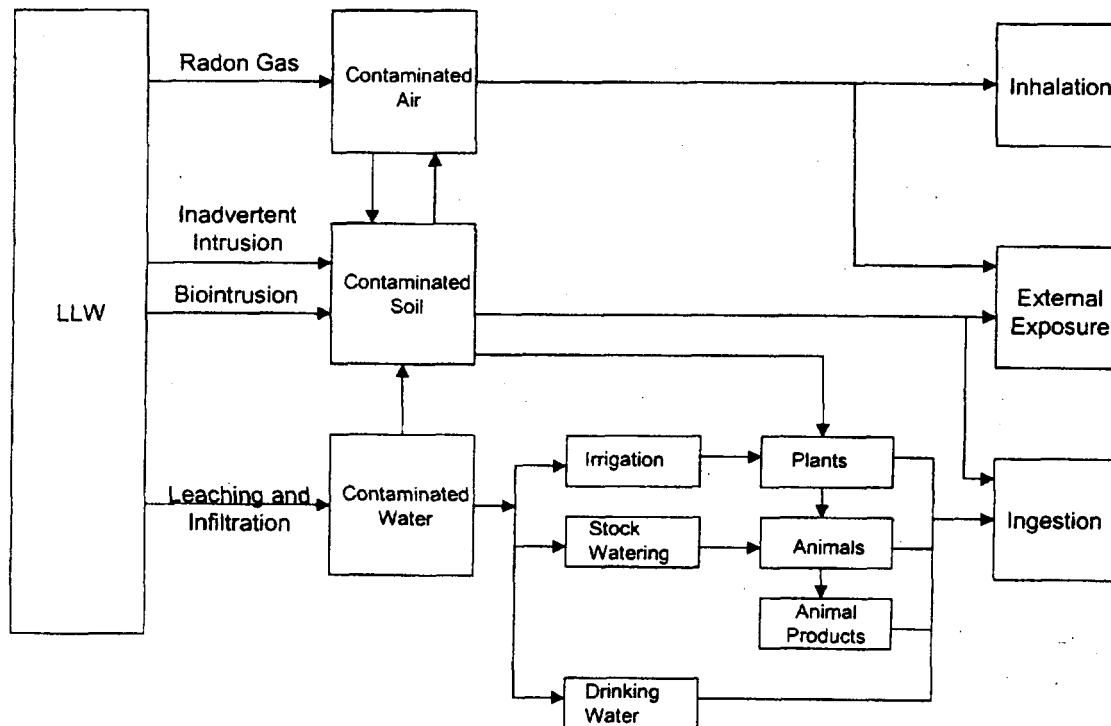 Radon Gas
Contaminated
Air
Inhalation
Inadvertent
Intrusion
Biointrusion
LLW
Contaminated
Soil
External
Exposure
Leaching and
Infiltration
Contaminated
Water
Irrigation
Plants
Stock
Watering
Animals
Animal
Products
Drinking
Water
Ingestion